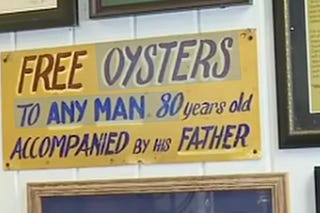 FREE OYSTERS
TO ANY MAN 80 years old
ACCOMPANIED BY HIS FATHER